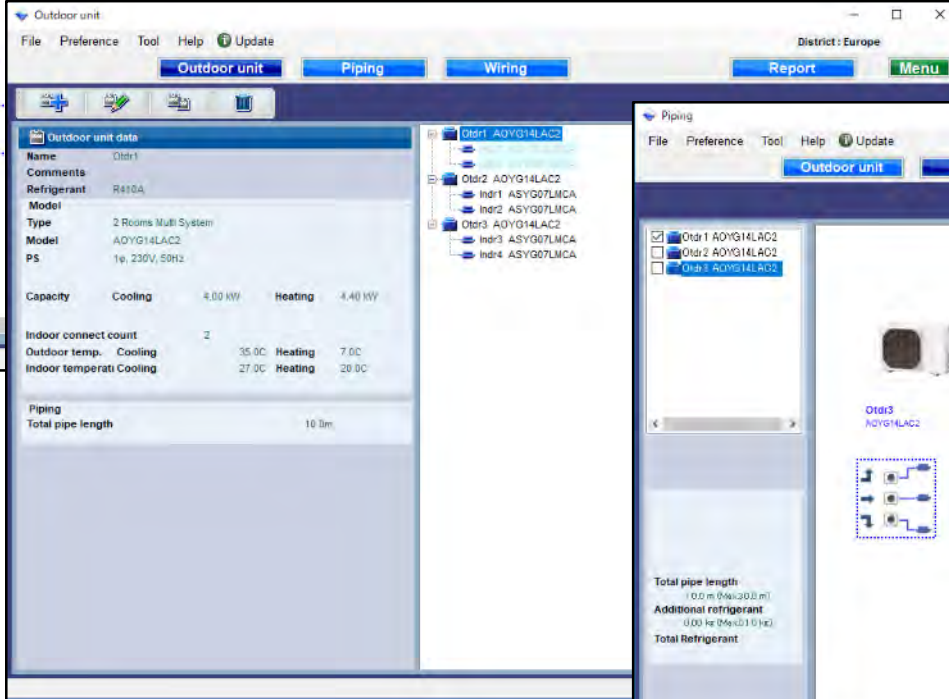 Outdoor unit
File Preference Tool Help Update
District : Europe
Outdoor unit Piping Wiring Report Menu
Outdoor unit data
Name Otdr1
Comments
Refrigerant R410A
Model
Type 2 Rooms Multi System
Model AOYG14LAC2
PS 1φ, 230V, 50Hz
Capacity Cooling 4.00 kW Heating 4.40 kW
Indoor connect count 2
Outdoor temp. Cooling 35.0C Heating 7.0C
Indoor temperati Cooling 27.0C Heating 20.0C
Piping
Total pipe length 10.0m
Otdr1 AOYG14LAC2
Otdr2 AOYG14LAC2
Indr1 ASYG07LMCA
Indr2 ASYG07LMCA
Otdr3 AOYG14LAC2
Indr3 ASYG07LMCA
Indr4 ASYG07LMCA
Piping
File Preference Tool Help Update
Outdoor unit
Otdr1 AOYG14LAC2
Otdr2 AOYG14LAC2
Otdr3 AOYG14LAC2
Otdr3
AOYG14LAC2
Total pipe length
10.0 m (Max:30.0 m)
Additional refrigerant
Total Refrigerant